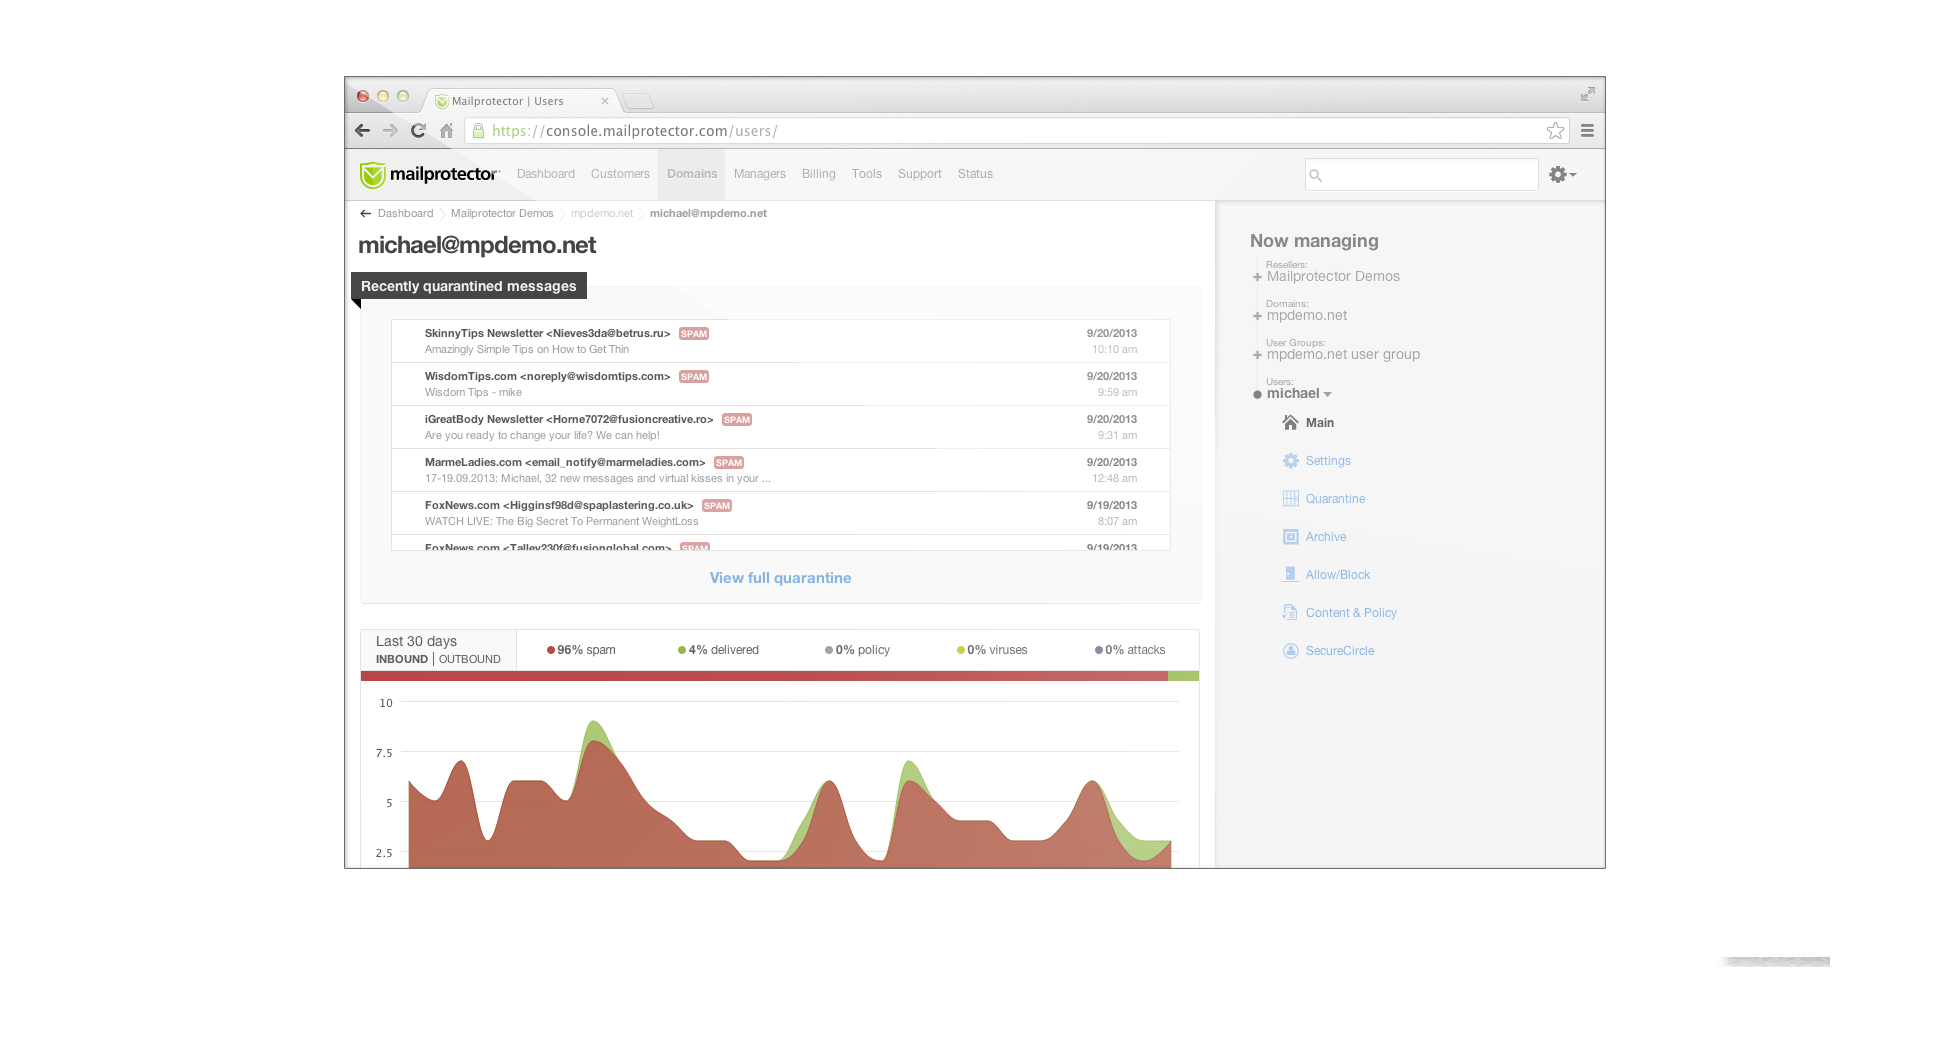 Mailprotector | Users
https://console.mailprotector.com/users/
mailprotector
Dashboard Customers Domains Managers Billing Tools Support Status
Dashboard Mailprotector Demos mpdemo.net michael@mpdemo.net
michael@mpdemo.net
Recently quarantined messages
SkinnyTips Newsletter <Nieves3da@betrus.ru> SPAM 9/20/2013
Amazingly Simple Tips on How to Get Thin 10:10 am
WisdomTips.com <noreply@wisdomtips.com> SPAM 9/20/2013
Wisdom Tips - mike 9:59 am
iGreatBody Newsletter <Horne7072@fusioncreative.ro> SPAM 9/20/2013
Are you ready to change your life? We can help! 9:31 am
MarmeLadies.com <email_notify@marmeladies.com> SPAM 9/20/2013
17-19.09.2013: Michael, 32 new messages and virtual kisses in your ... 12:48 am
FoxNews.com <Higginsf98d@spaplastering.co.uk> SPAM 9/19/2013
WATCH LIVE: The Big Secret To Permanent WeightLoss 8:07 am
FoxNews.com <Talley230f@fusionglobal.com> SPAM 9/19/2013
View full quarantine
Last 30 days
INBOUND | OUTBOUND
96% spam 4% delivered 0% policy 0% viruses 0% attacks
10
7.5
5
2.5
Now managing
Resellers:
Mailprotector Demos
Domains:
mpdemo.net
User Groups:
mpdemo.net user group
Users:
michael
Main
Settings
Quarantine
Archive
Allow/Block
Content & Policy
SecureCircle